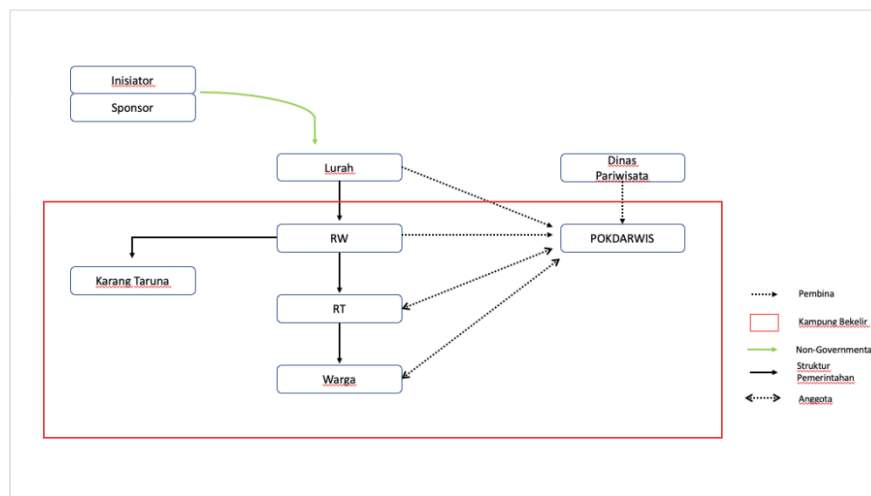 Inisiator
Sponsor
Lurah
Dinas
Pariwisata
RW
POKDARWIS
Karang Taruna
RT
Warga
Pembina
Kampung Bekelir
Non-Governmenta
Struktur
Pemerintahan
Anggota